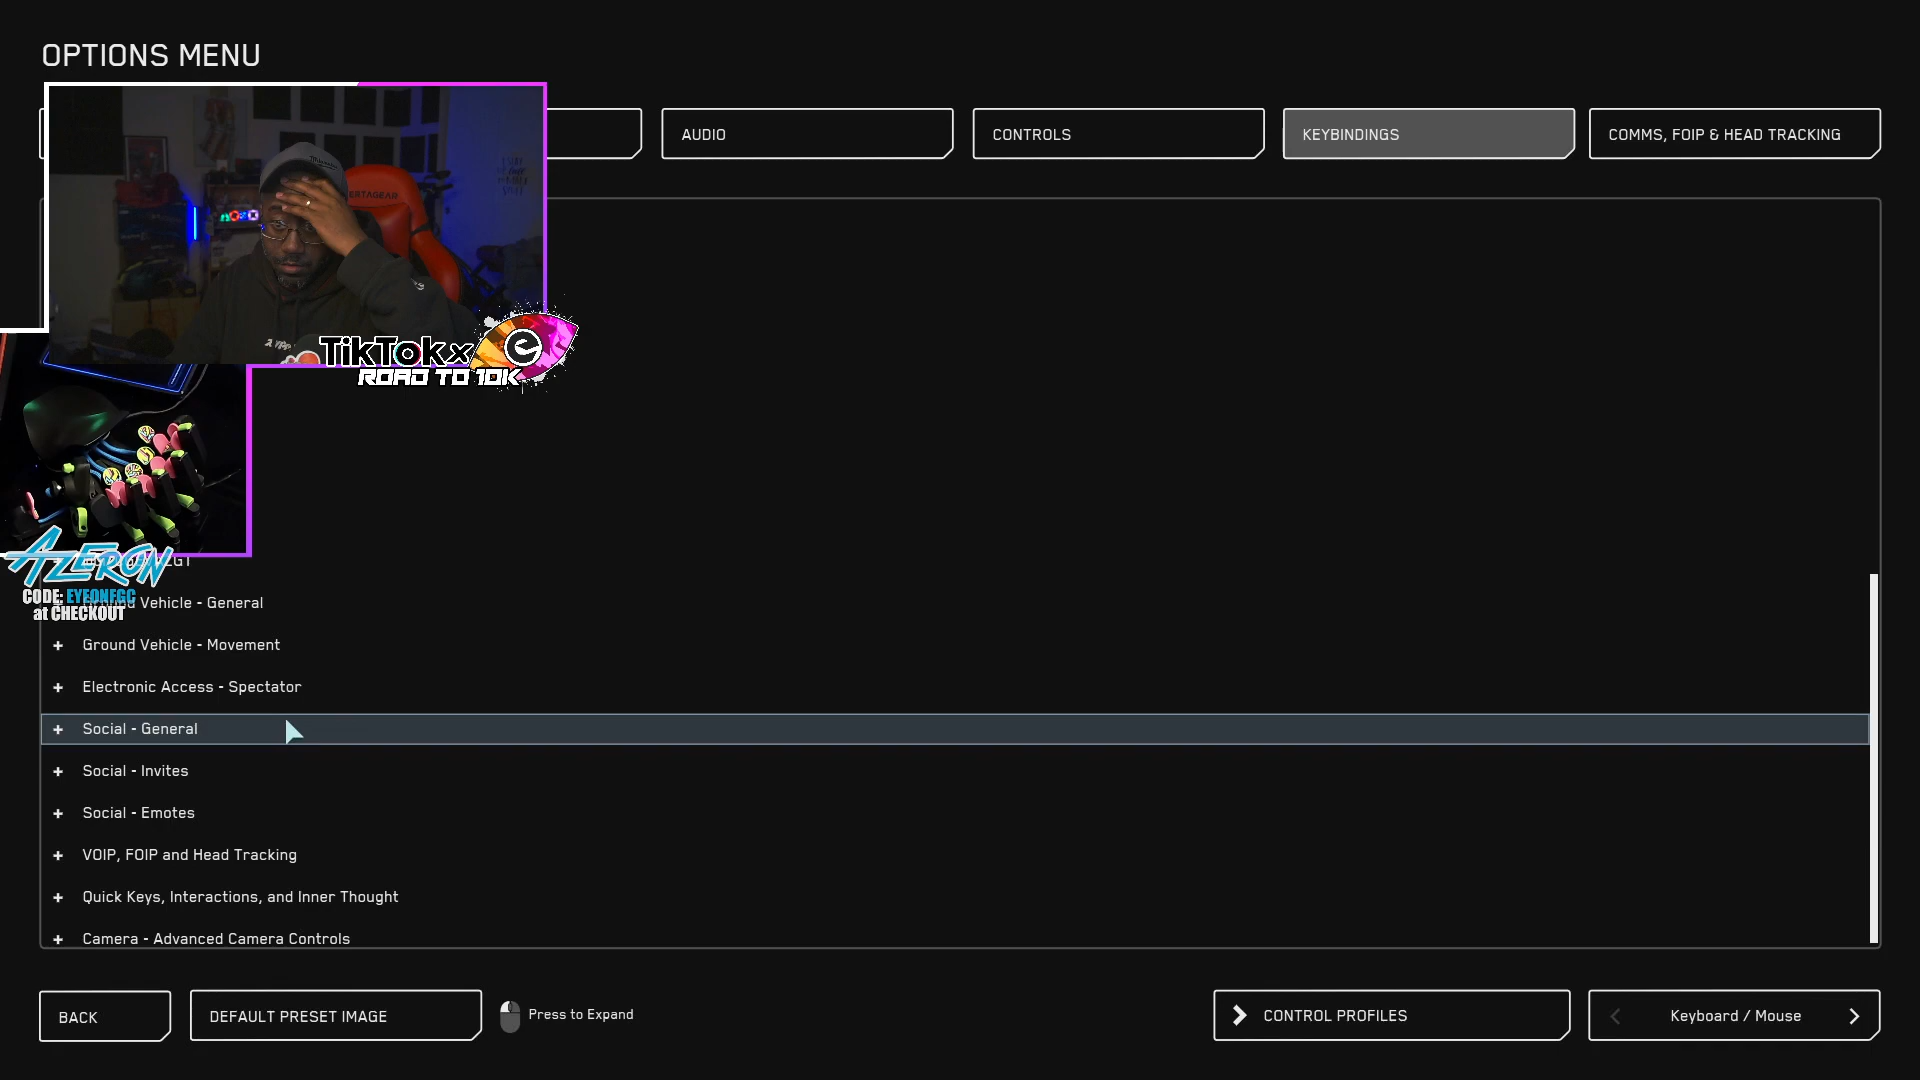 OPTIONS MENU
AUDIO
CONTROLS
KEYBINDINGS
COMMS, FOIP & HEAD TRACKING
ERTAGEAR
TikTok x
ROAD TO 10K
AZERON
CODE: EYEONFGC
at CHECKOUT
Vehicle - General
+ Ground Vehicle - Movement
+ Electronic Access - Spectator
+ Social - General
+ Social - Invites
+ Social - Emotes
+ VOIP, FOIP and Head Tracking
+ Quick Keys, Interactions, and Inner Thought
+ Camera - Advanced Camera Controls
BACK
DEFAULT PRESET IMAGE
Press to Expand
CONTROL PROFILES
Keyboard / Mouse